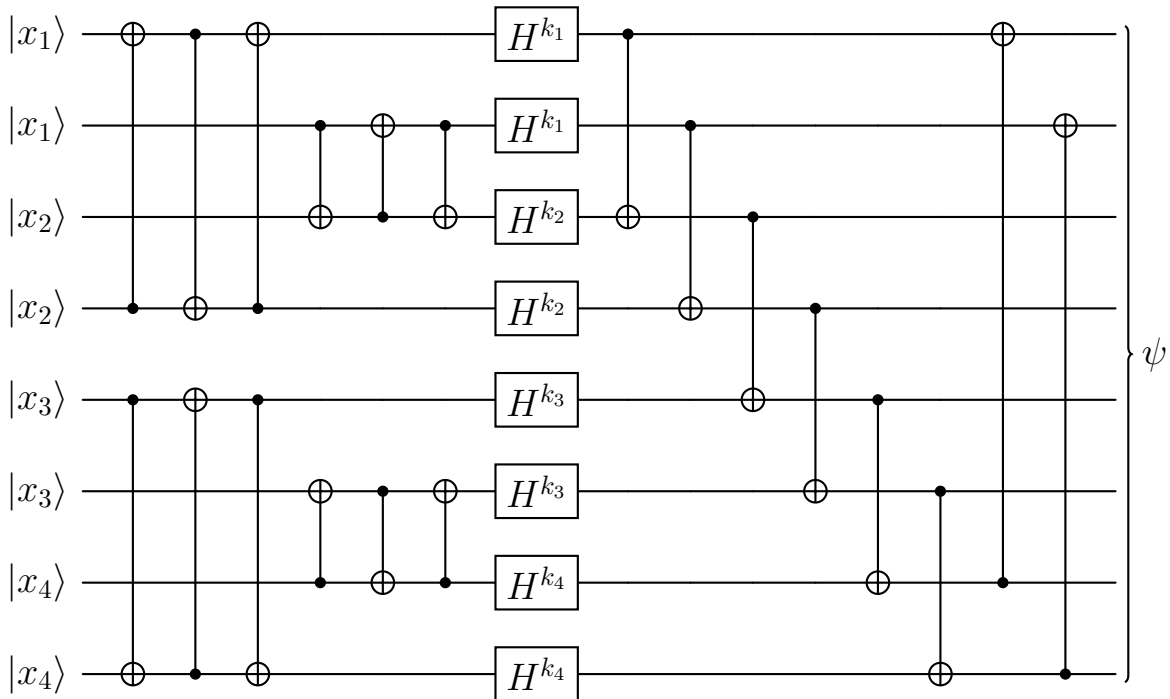 |x₁⟩ H^{k₁}
|x₁⟩ H^{k₁}
|x₂⟩ H^{k₂}
|x₂⟩ H^{k₂}
ψ
|x₃⟩ H^{k₃}
|x₃⟩ H^{k₃}
|x₄⟩ H^{k₄}
|x₄⟩ H^{k₄}